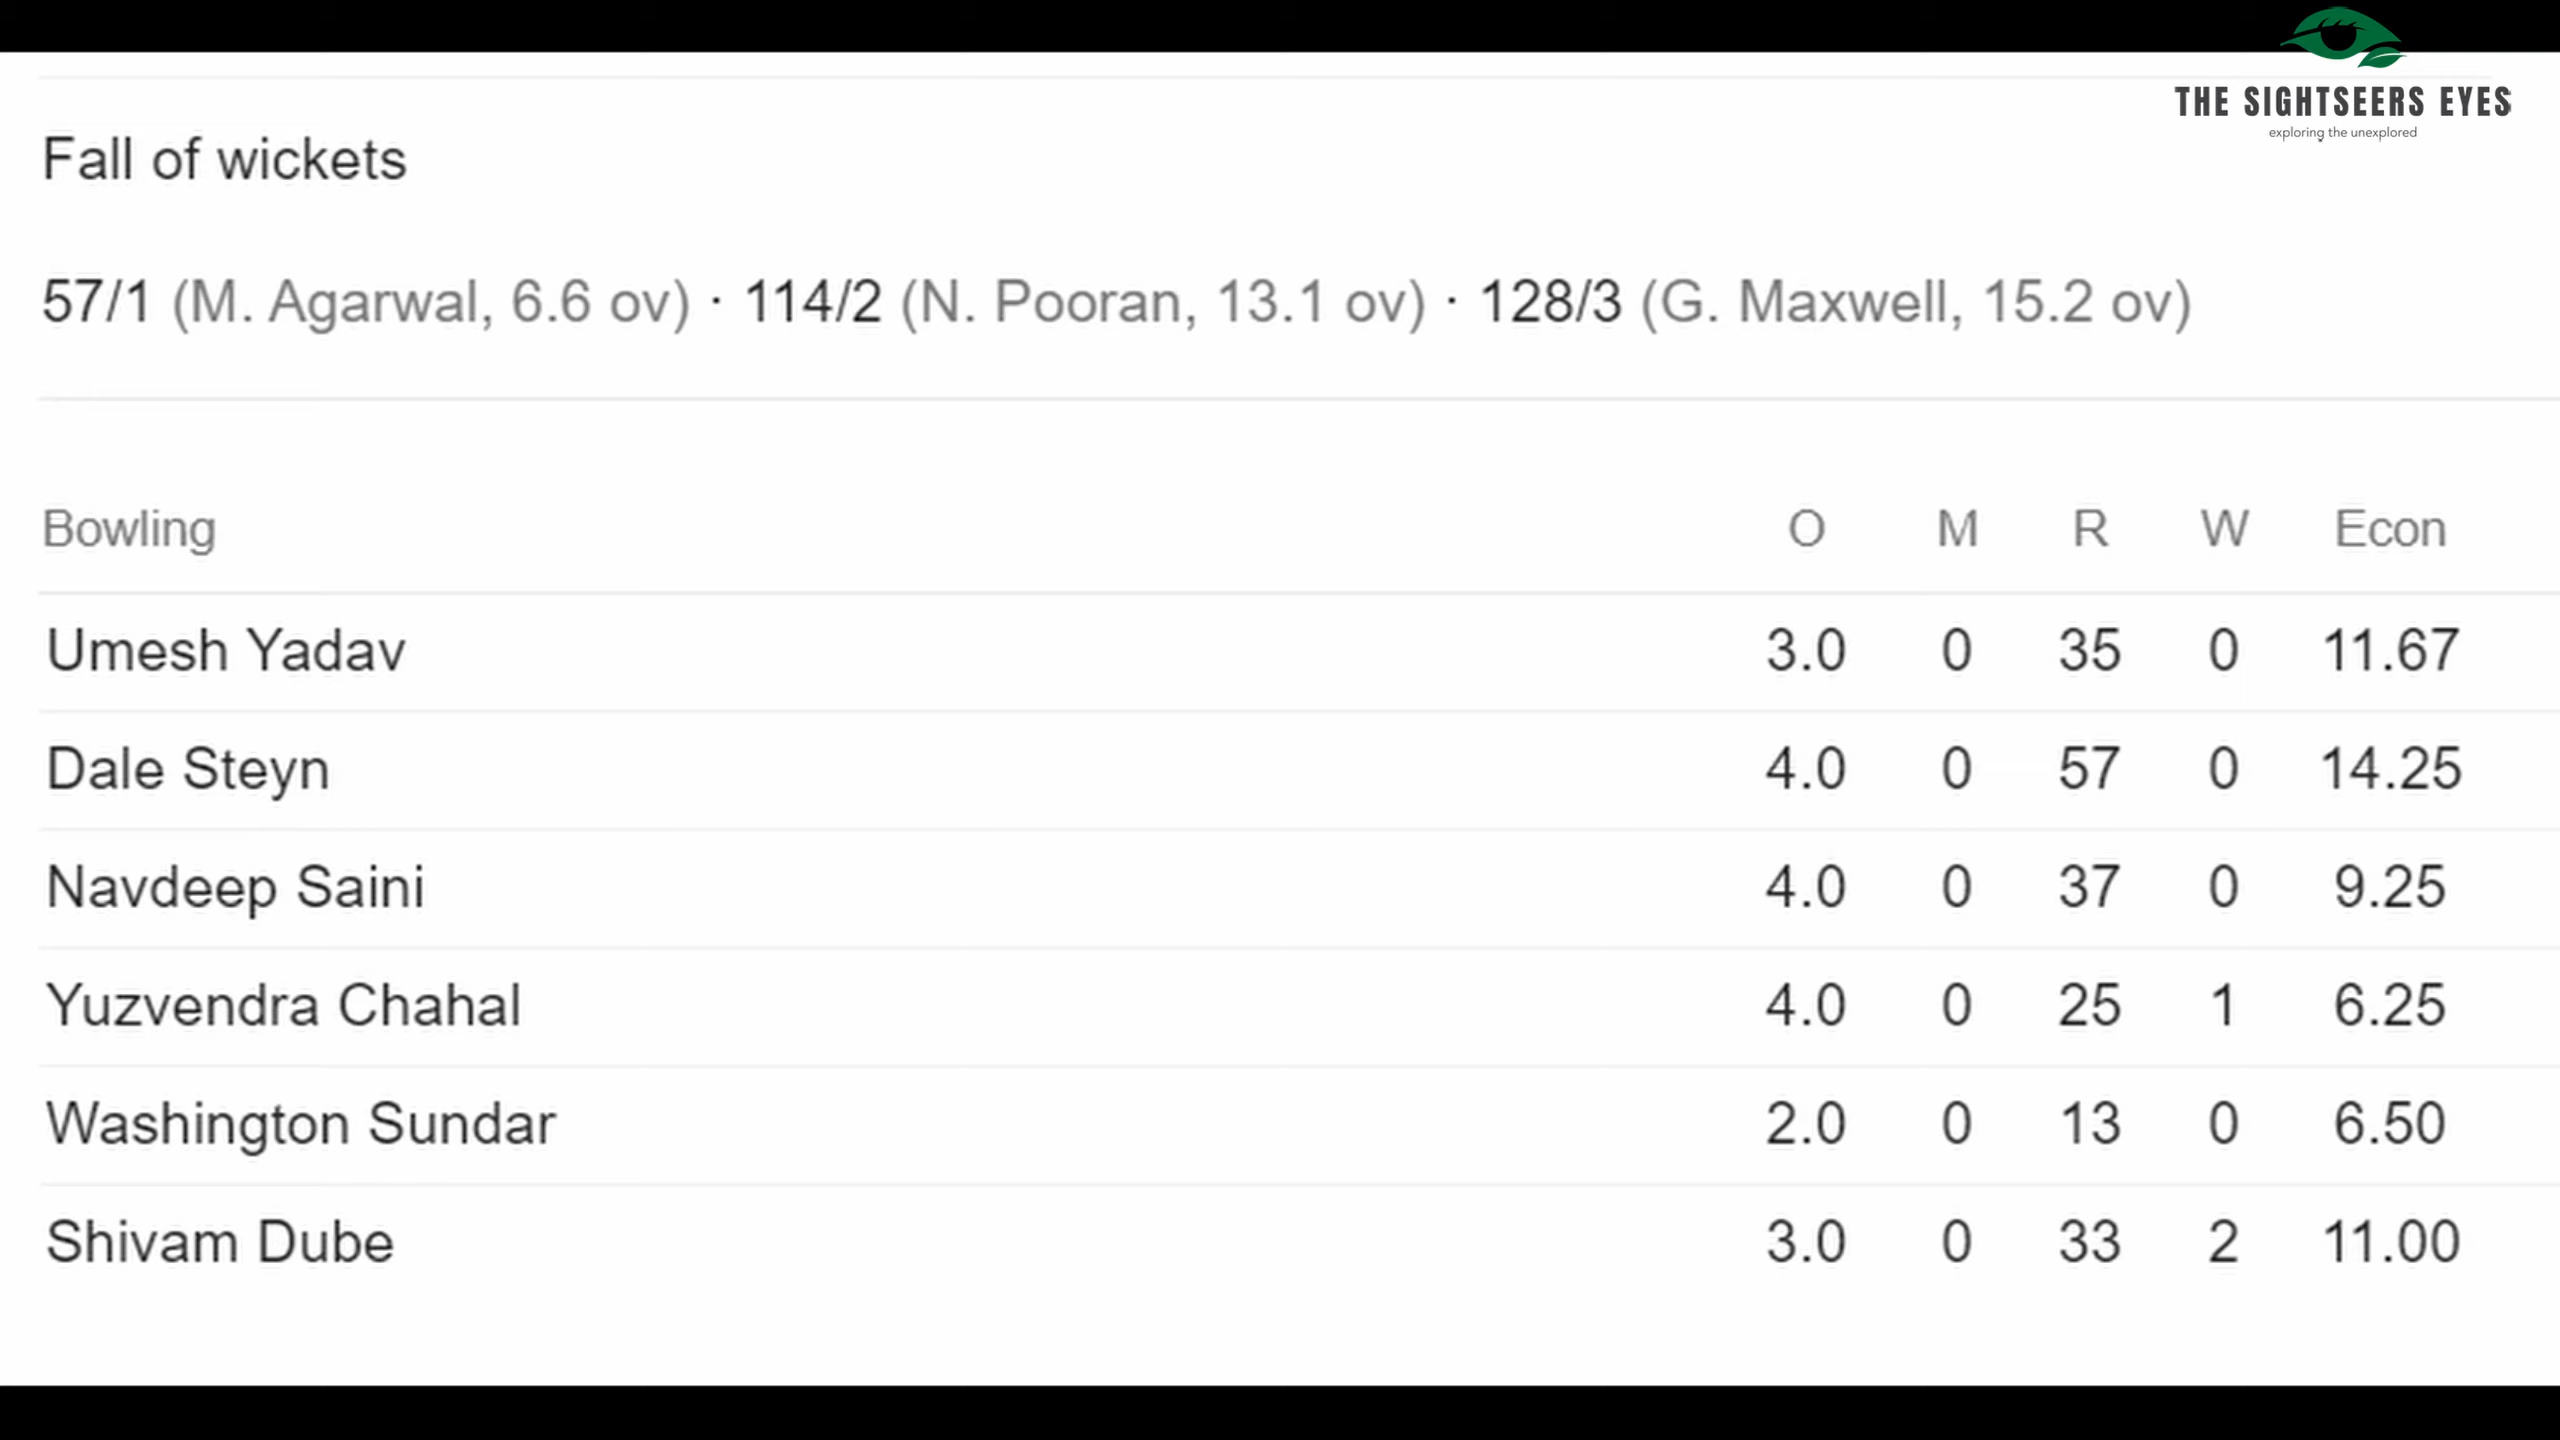 THE SIGHTSEERS EYES
exploring the unexplored
Fall of wickets
57/1 (M. Agarwal, 6.6 ov) · 114/2 (N. Pooran, 13.1 ov) · 128/3 (G. Maxwell, 15.2 ov)
Bowling O M R W Econ
Umesh Yadav 3.0 0 35 0 11.67
Dale Steyn 4.0 0 57 0 14.25
Navdeep Saini 4.0 0 37 0 9.25
Yuzvendra Chahal 4.0 0 25 1 6.25
Washington Sundar 2.0 0 13 0 6.50
Shivam Dube 3.0 0 33 2 11.00